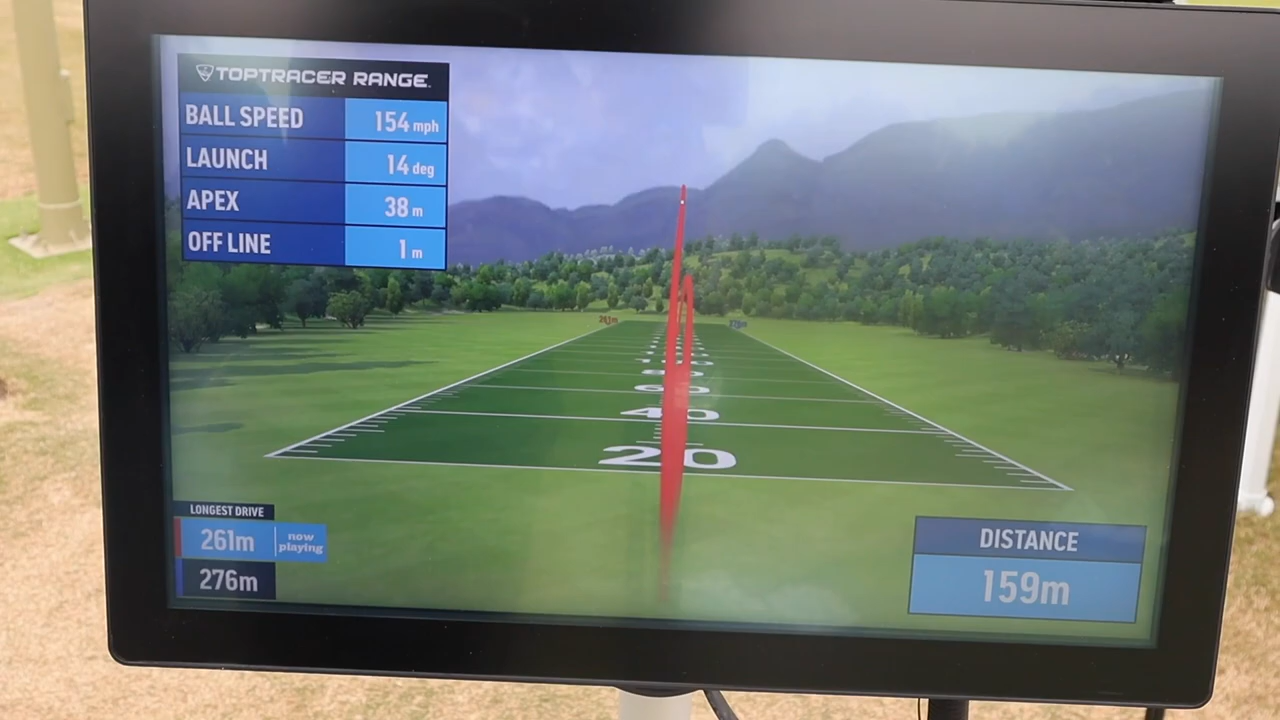 TOPTRACER RANGE
BALL SPEED 154 mph
LAUNCH 14 deg
APEX 38 m
OFF LINE 1 m
60
40
20
LONGEST DRIVE
261m now playing
276m
DISTANCE
159m